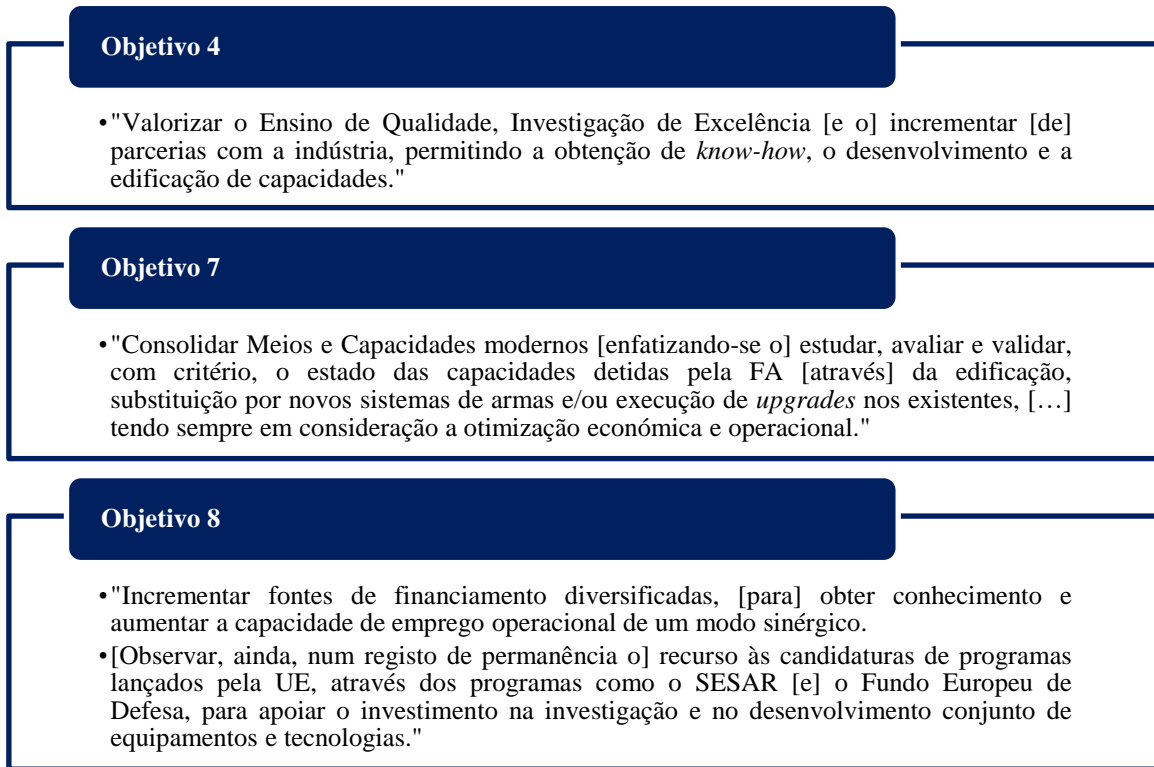 Objetivo 4
•"Valorizar o Ensino de Qualidade, Investigação de Excelência [e o] incrementar [de]
parcerias com a indústria, permitindo a obtenção de know-how, o desenvolvimento e a
edificação de capacidades."
Objetivo 7
•"Consolidar Meios e Capacidades modernos [enfatizando-se o] estudar, avaliar e validar,
com critério, o estado das capacidades detidas pela FA [através] da edificação,
substituição por novos sistemas de armas e/ou execução de upgrades nos existentes, […]
tendo sempre em consideração a otimização económica e operacional."
Objetivo 8
•"Incrementar fontes de financiamento diversificadas, [para] obter conhecimento e
aumentar a capacidade de emprego operacional de um modo sinérgico.
•[Observar, ainda, num registo de permanência o] recurso às candidaturas de programas
lançados pela UE, através dos programas como o SESAR [e] o Fundo Europeu de
Defesa, para apoiar o investimento na investigação e no desenvolvimento conjunto de
equipamentos e tecnologias."